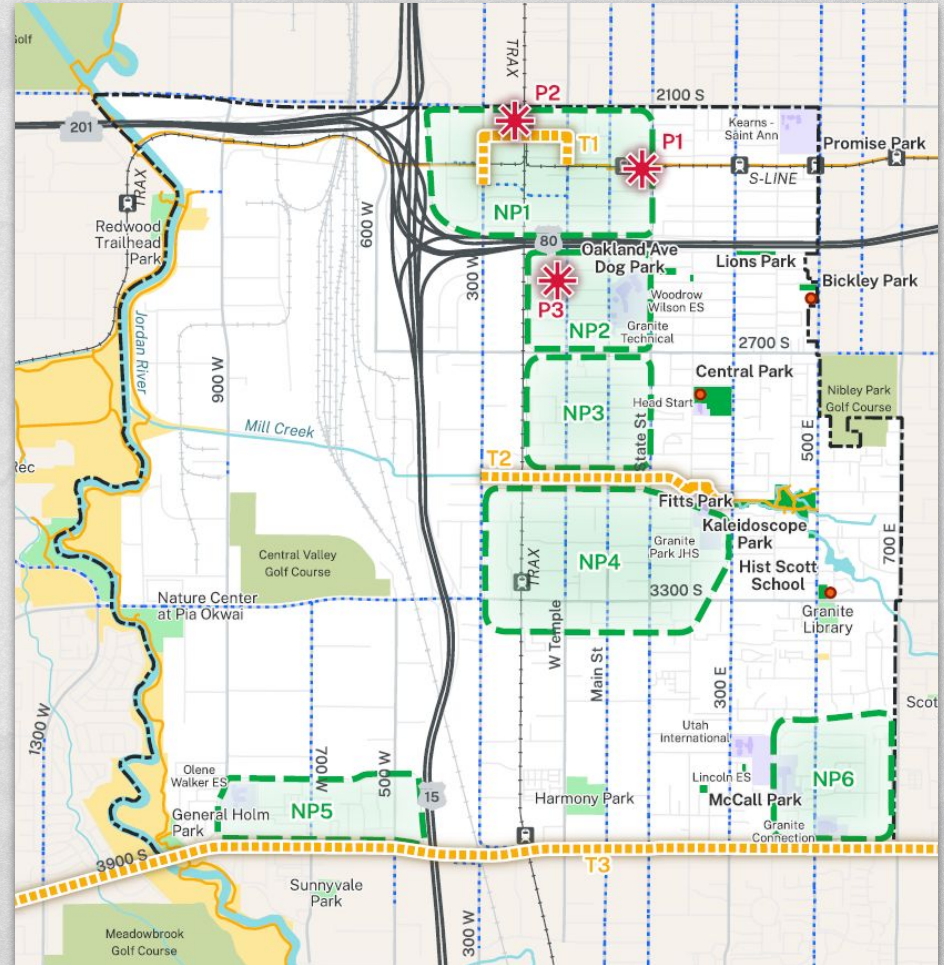 Golf
TRAX
P2
2100 S
201
Kearns -
Saint Ann
T1
P1
Promise Park
S-LINE
TRAX
NP1
Redwood
Trailhead
Park
600 W
80
Oakland Ave
Dog Park
Lions Park
300 W
Bickley Park
P3
Woodrow
Wilson ES
NP2
Granite
Technical
Jordan River
2700 S
900 W
Central Park
Nibley Park
Golf Course
Head Start
NP3
State St
500 E
Mill Creek
Rec
T2
Fitts Park
Kaleidoscope
Park
700 E
Granite
Park JHS
Central Valley
Golf Course
NP4
TRAX
Hist Scott
School
3300 S
Nature Center
at Pia Okwai
Granite
Library
W Temple
Main St
300 E
1300 W
Scot
Utah
International
700 W
500 W
Olene
Walker ES
Lincoln ES
NP6
15
Harmony Park
McCall Park
NP5
General Holm
Park
Granite
Connection
3900 S
T3
Sunnyvale
Park
300 W
Meadowbrook
Golf Course